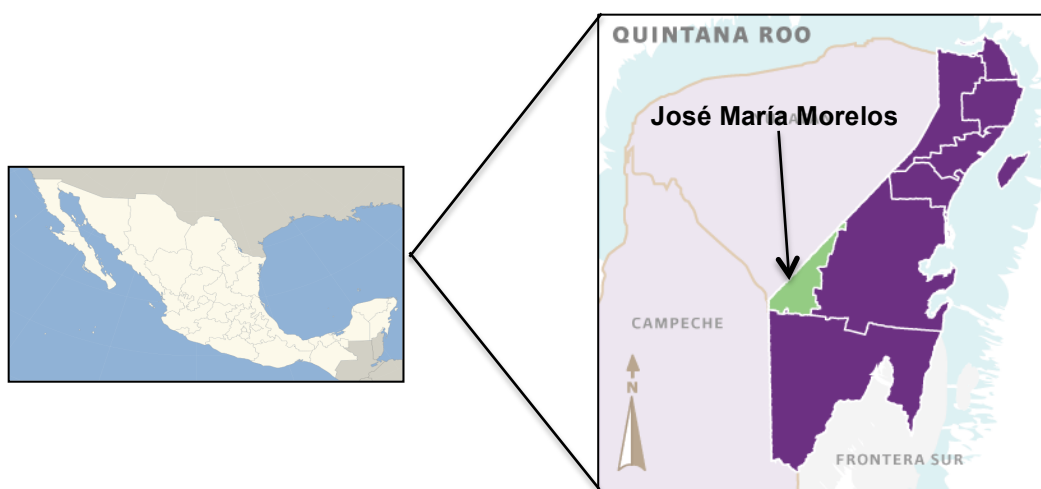 QUINTANA ROO
José María Morelos
CAMPECHE
N
FRONTERA SUR